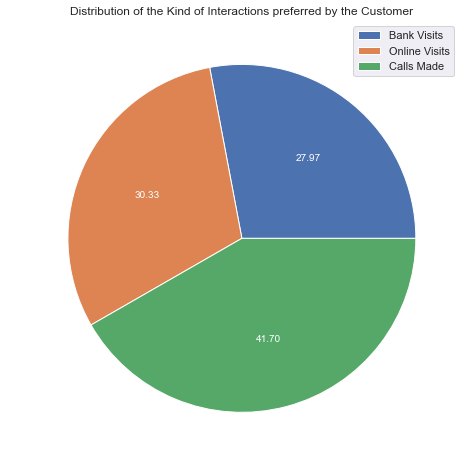 Distribution of the Kind of Interactions preferred by the Customer
Bank Visits
Online Visits
Calls Made
27.97
30.33
41.70